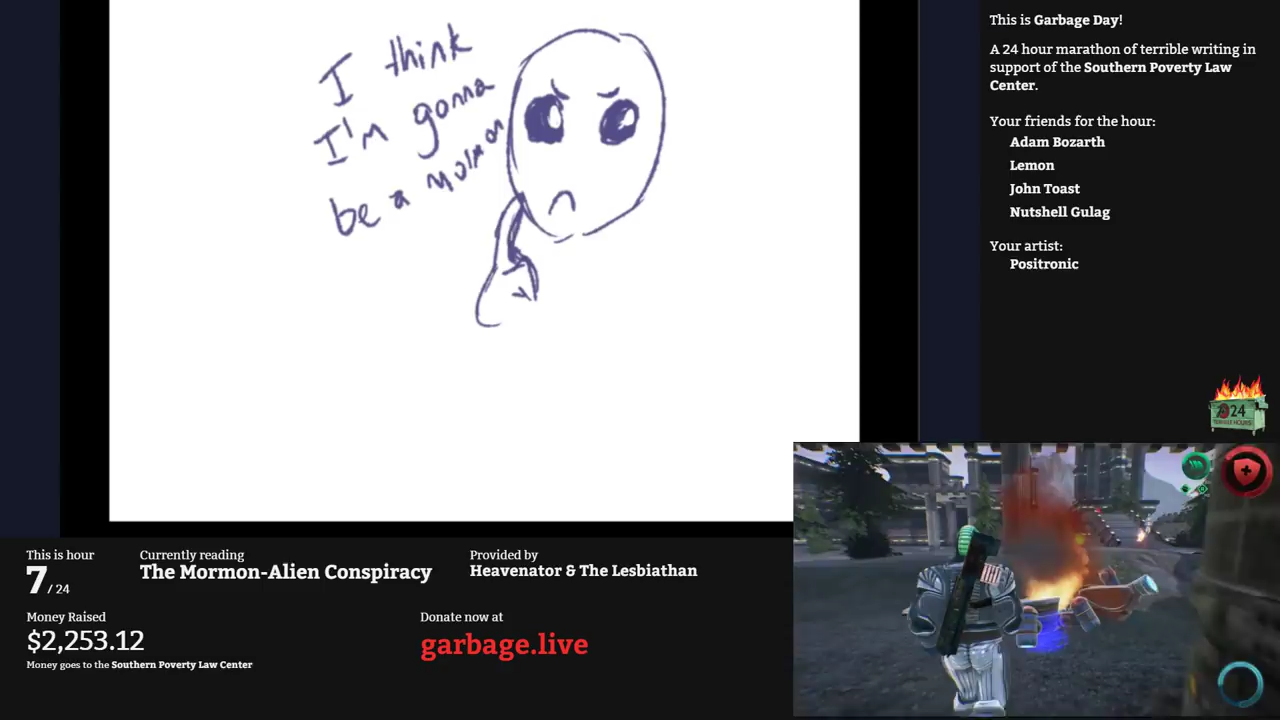 I think
I'm gonna
be a mormon
This is Garbage Day!
A 24 hour marathon of terrible writing in
support of the Southern Poverty Law
Center.
Your friends for the hour:
Adam Bozarth
Lemon
John Toast
Nutshell Gulag
Your artist:
Positronic
This is hour
7 / 24
Currently reading
The Mormon-Alien Conspiracy
Provided by
Heavenator & The Lesbiathan
Money Raised
$2,253.12
Money goes to the Southern Poverty Law Center
Donate now at
garbage.live